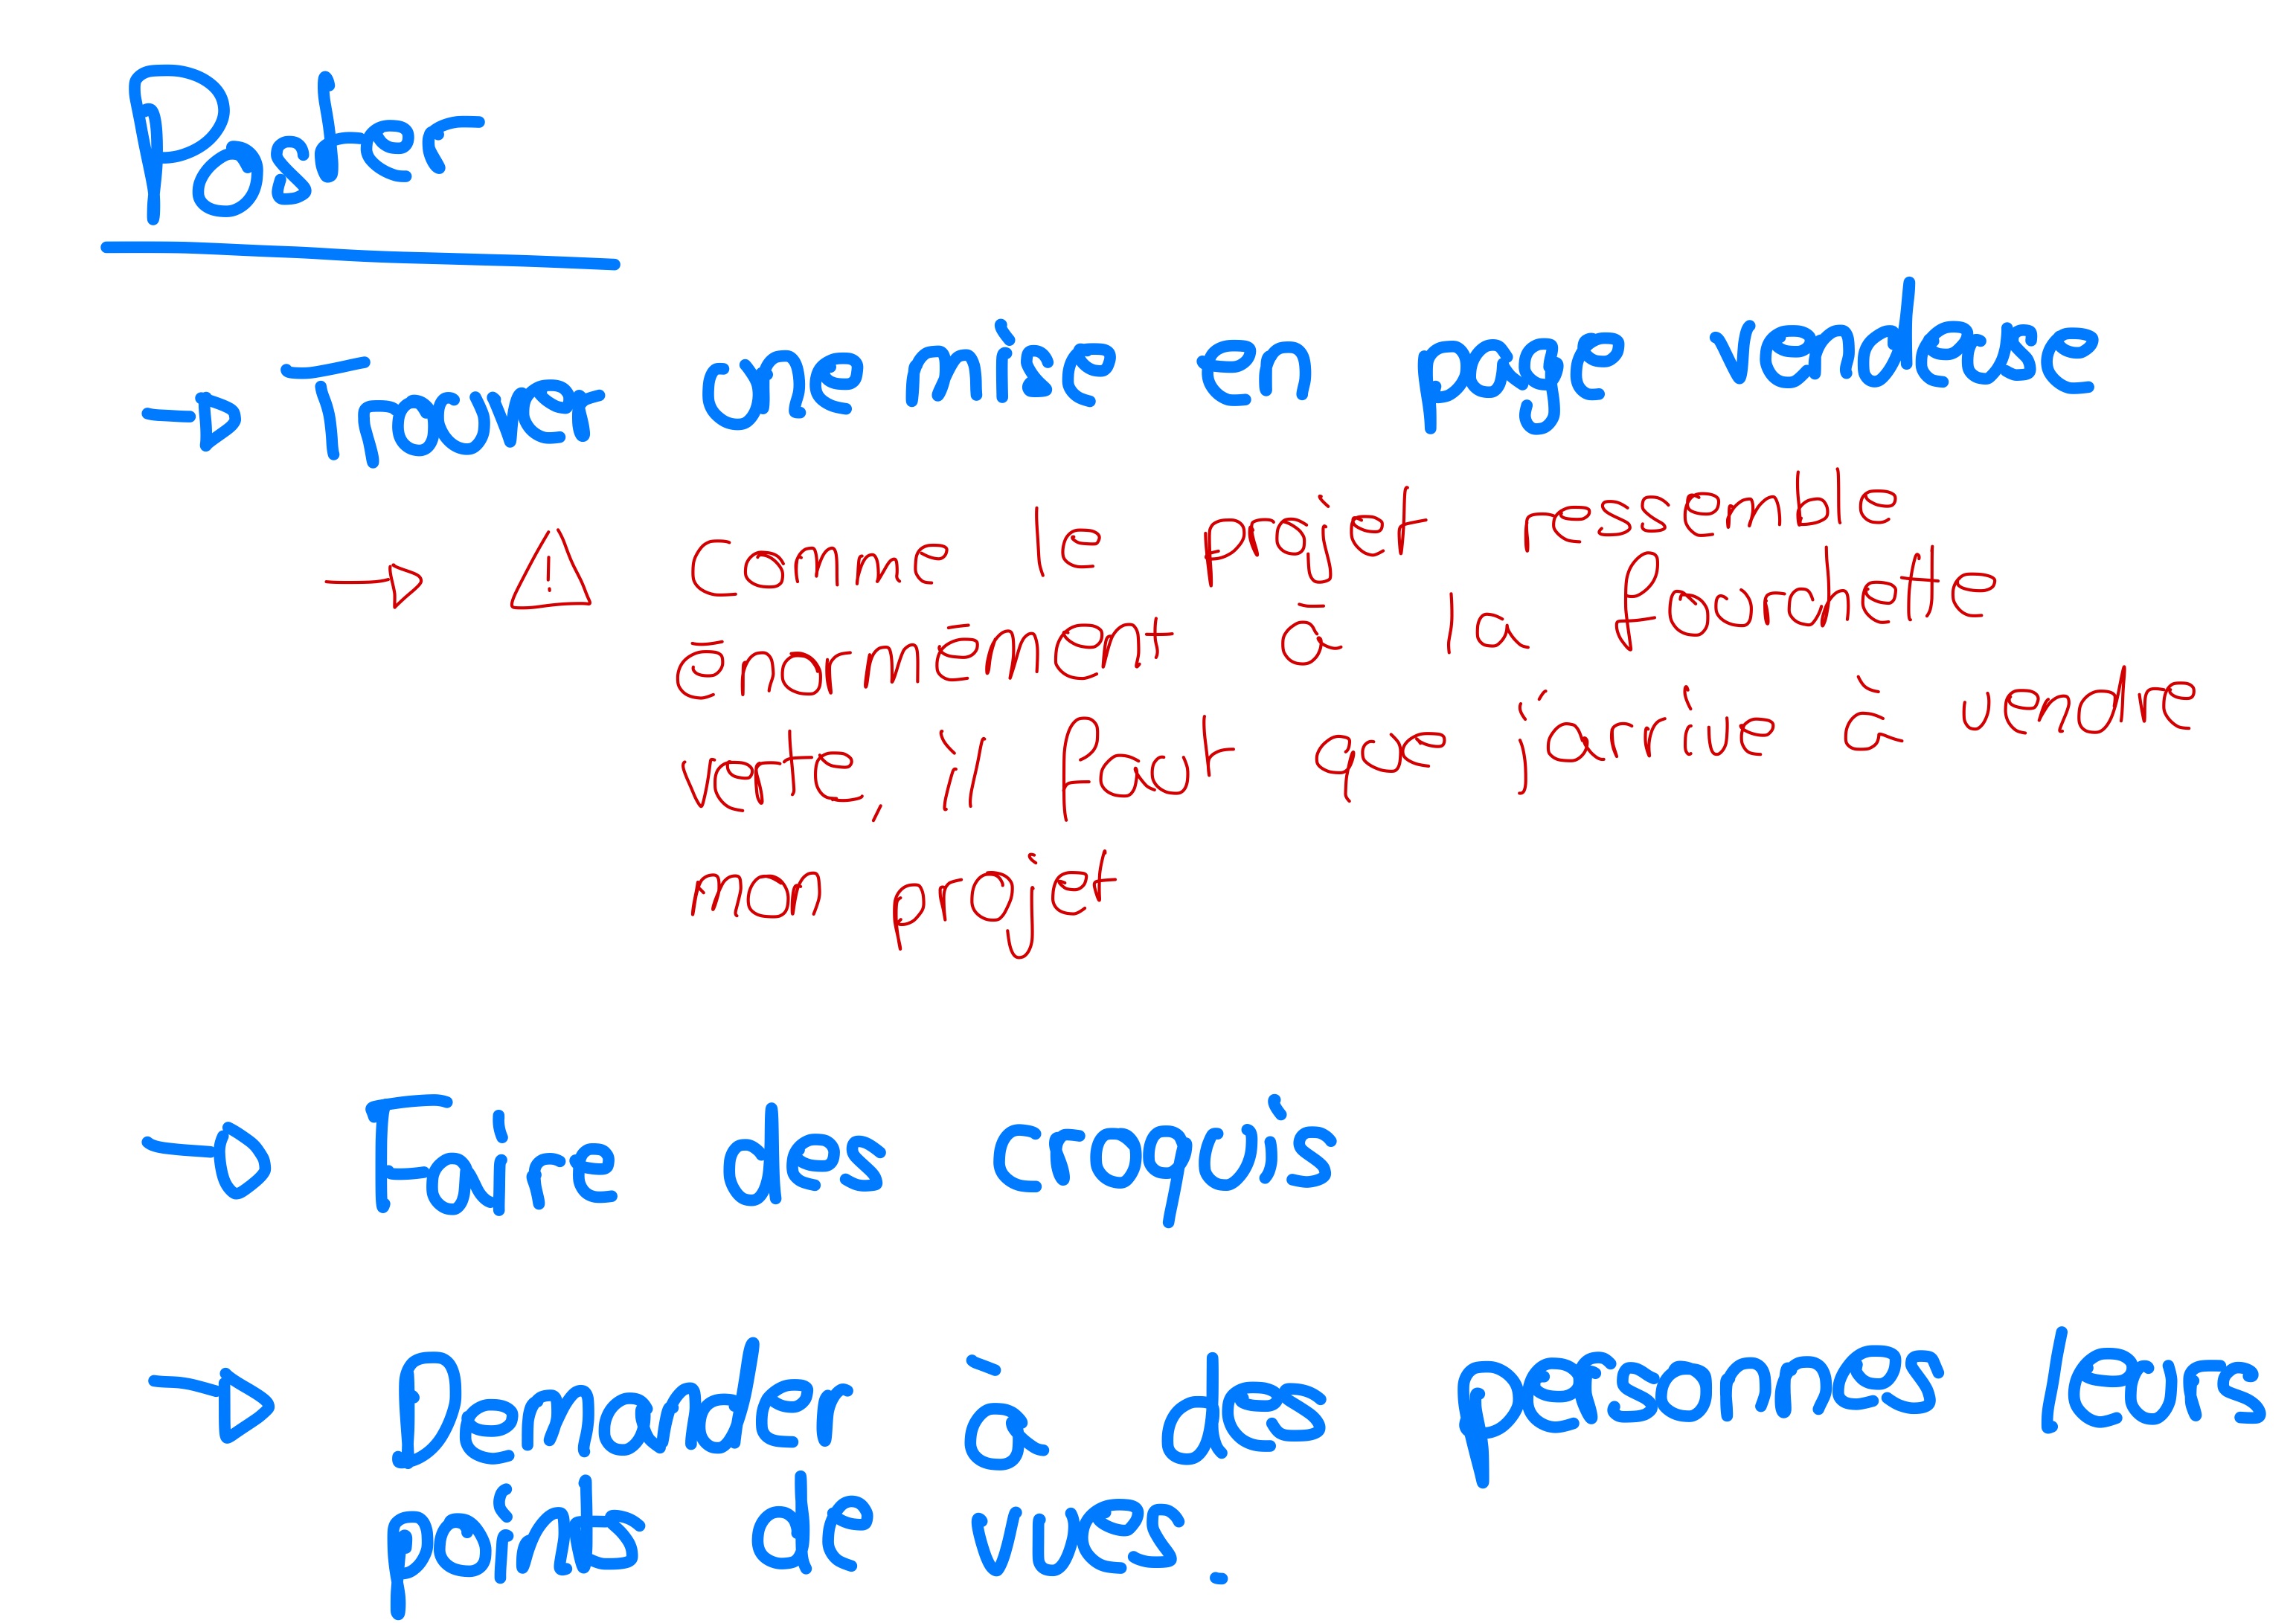 Poster
→ Trouver une mise en page vendeuse
→ ⚠ Comme le projet ressemble
énormément à la fourchette
verte, il faut que j'arrive à vendre
mon projet
→ Faire des croquis
→ Demander à des personnes leurs
points de vues.